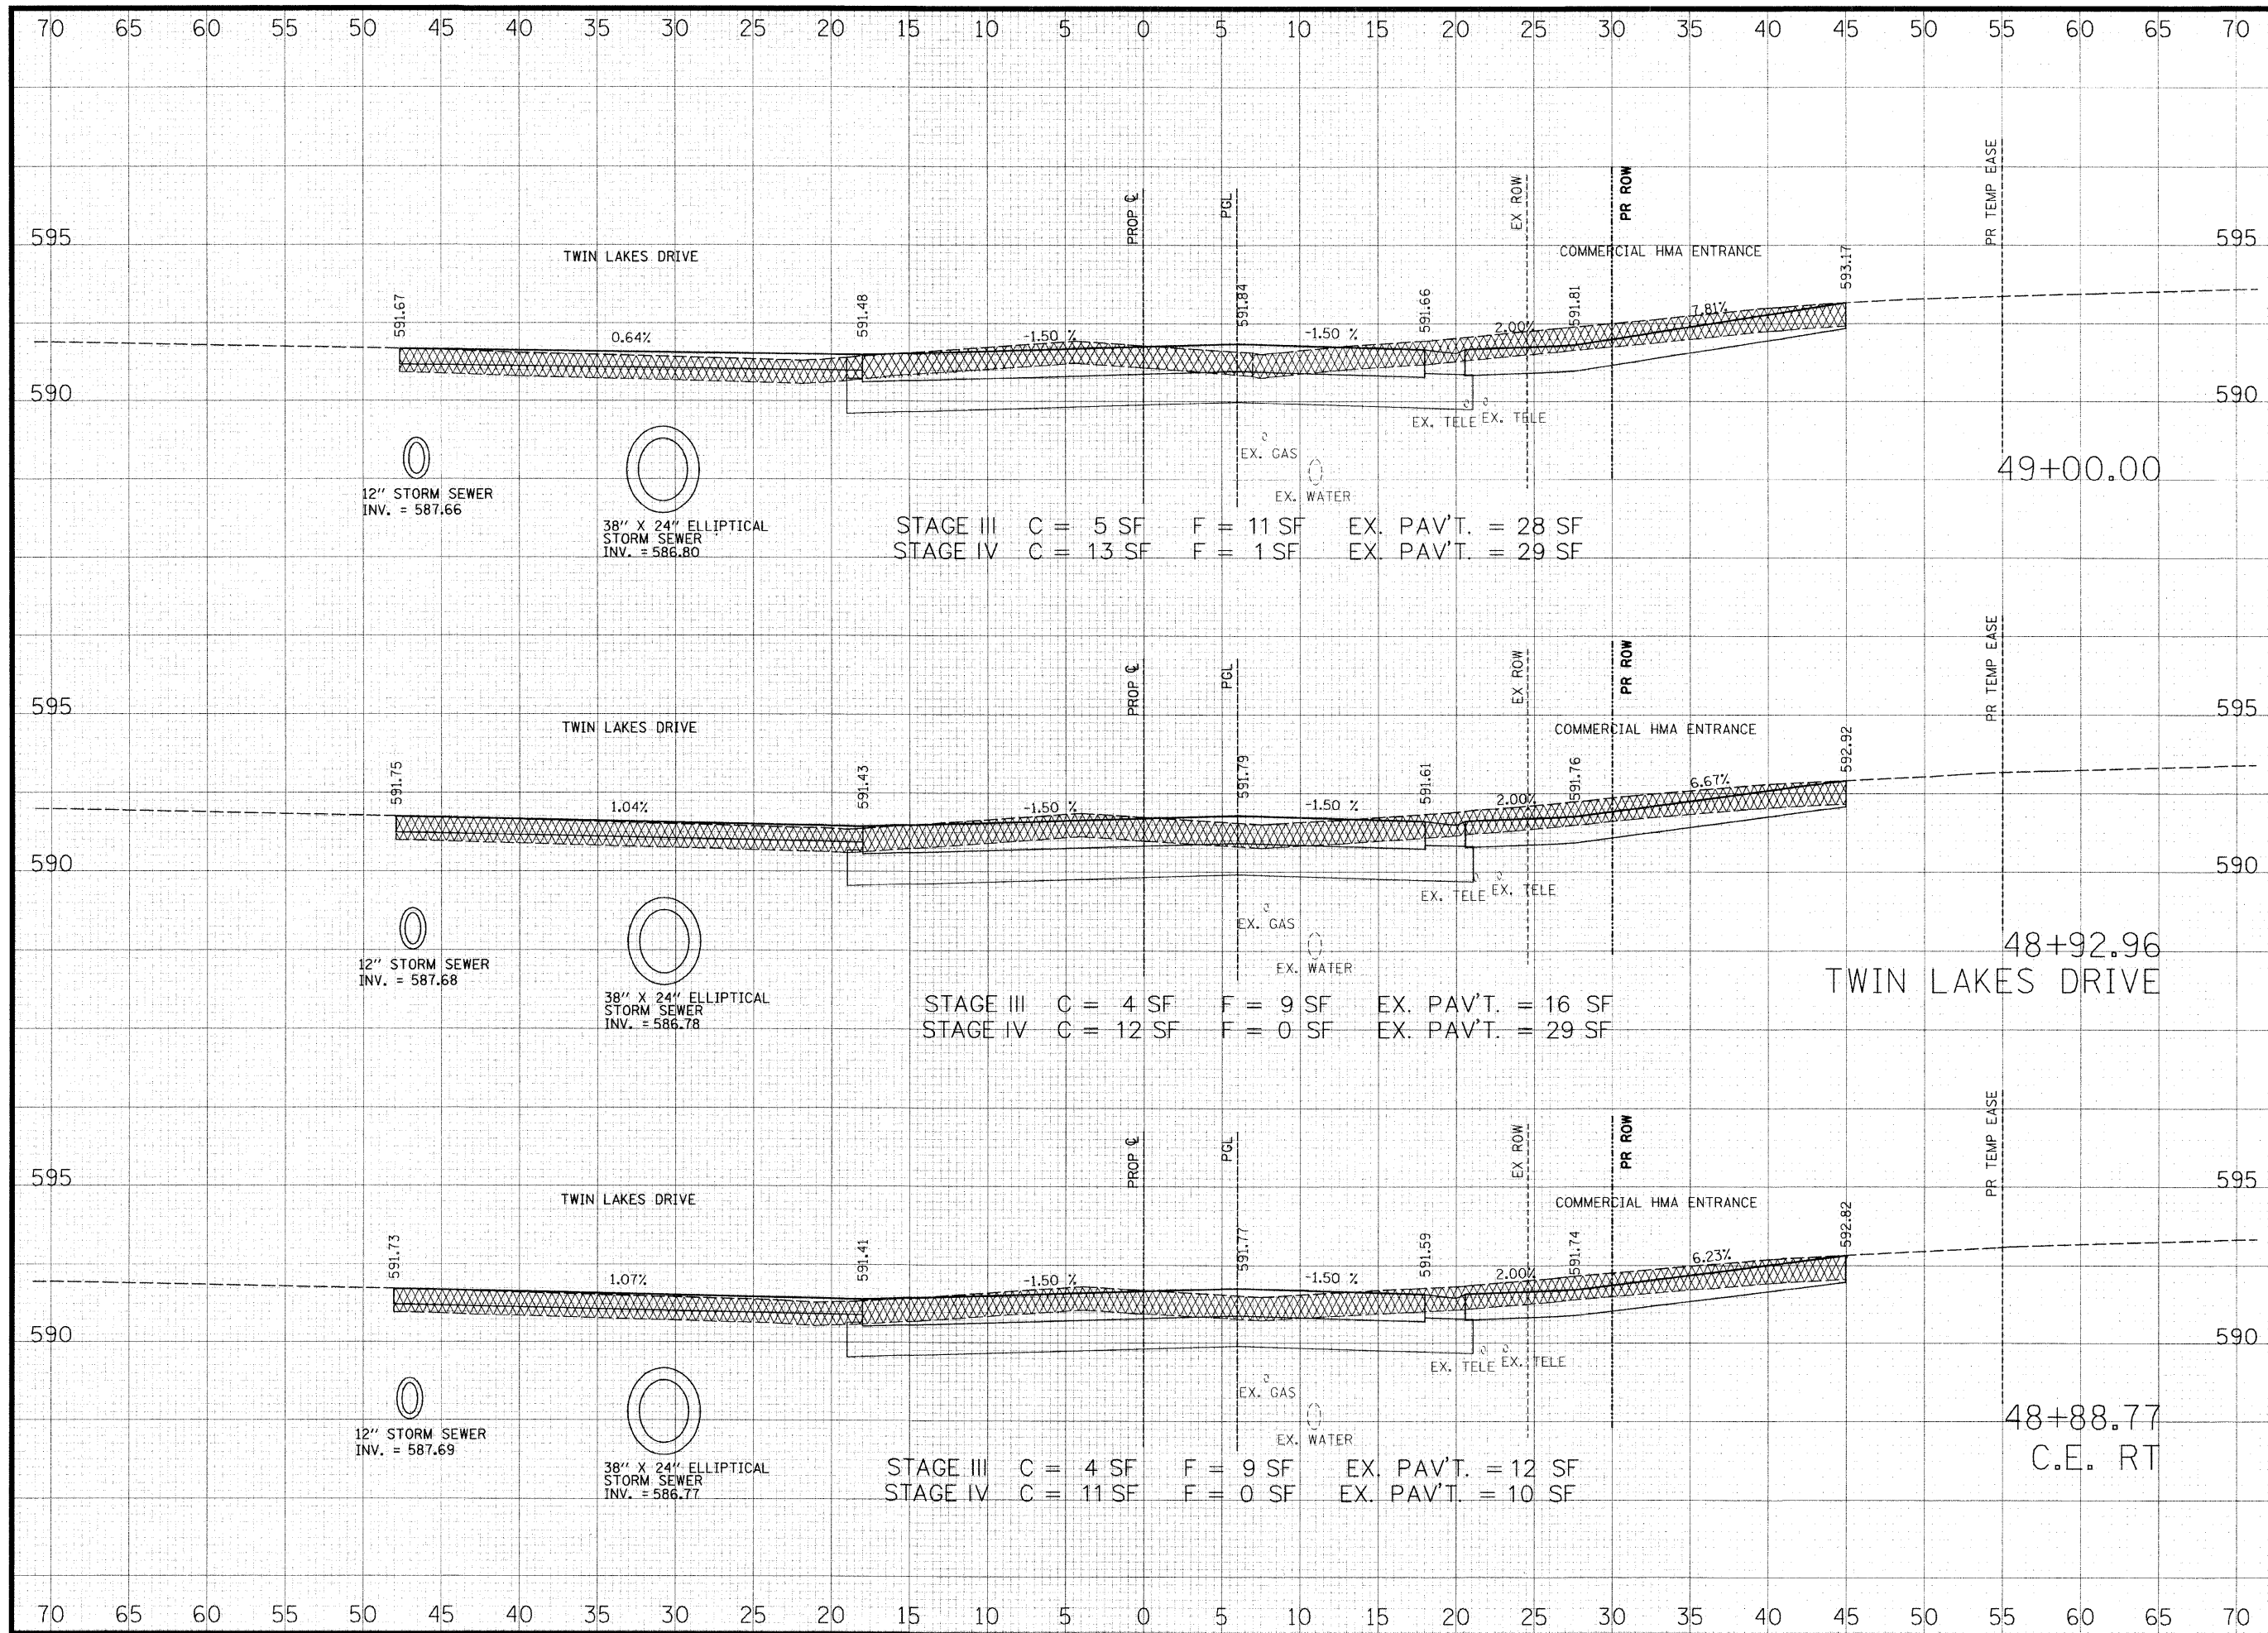 70 65 60 55 50 45 40 35 30 25 20 15 10 5 0 5 10 15 20 25 30 35 40 45 50 55 60 65 70
PROP ℄
PGL
EX ROW
PR ROW
PR TEMP EASE
595
595
TWIN LAKES DRIVE
COMMERCIAL HMA ENTRANCE
591.67
591.48
591.84
591.66
591.81
593.17
0.64%
-1.50 %
-1.50 %
2.00%
7.81%
590
590
EX. TELE
EX. TELE
EX. GAS
EX. WATER
49+00.00
12" STORM SEWER
INV. = 587.66
38" X 24" ELLIPTICAL
STORM SEWER
INV. = 586.80
STAGE III C = 5 SF F = 11 SF EX. PAV'T. = 28 SF
STAGE IV C = 13 SF F = 1 SF EX. PAV'T. = 29 SF
PROP ℄
PGL
EX ROW
PR ROW
PR TEMP EASE
595
595
TWIN LAKES DRIVE
COMMERCIAL HMA ENTRANCE
591.75
591.43
591.79
591.61
591.76
592.92
1.04%
-1.50 %
-1.50 %
2.00%
6.67%
590
590
EX. TELE
EX. TELE
EX. GAS
EX. WATER
48+92.96
TWIN LAKES DRIVE
12" STORM SEWER
INV. = 587.68
38" X 24" ELLIPTICAL
STORM SEWER
INV. = 586.78
STAGE III C = 4 SF F = 9 SF EX. PAV'T. = 16 SF
STAGE IV C = 12 SF F = 0 SF EX. PAV'T. = 29 SF
PROP ℄
PGL
EX ROW
PR ROW
PR TEMP EASE
595
595
TWIN LAKES DRIVE
COMMERCIAL HMA ENTRANCE
591.73
591.41
591.77
591.59
591.74
592.82
1.07%
-1.50 %
-1.50 %
2.00%
6.23%
590
590
EX. TELE
EX. TELE
EX. GAS
EX. WATER
48+88.77
C.E. RT
12" STORM SEWER
INV. = 587.69
38" X 24" ELLIPTICAL
STORM SEWER
INV. = 586.77
STAGE III C = 4 SF F = 9 SF EX. PAV'T. = 12 SF
STAGE IV C = 11 SF F = 0 SF EX. PAV'T. = 10 SF
70 65 60 55 50 45 40 35 30 25 20 15 10 5 0 5 10 15 20 25 30 35 40 45 50 55 60 65 70